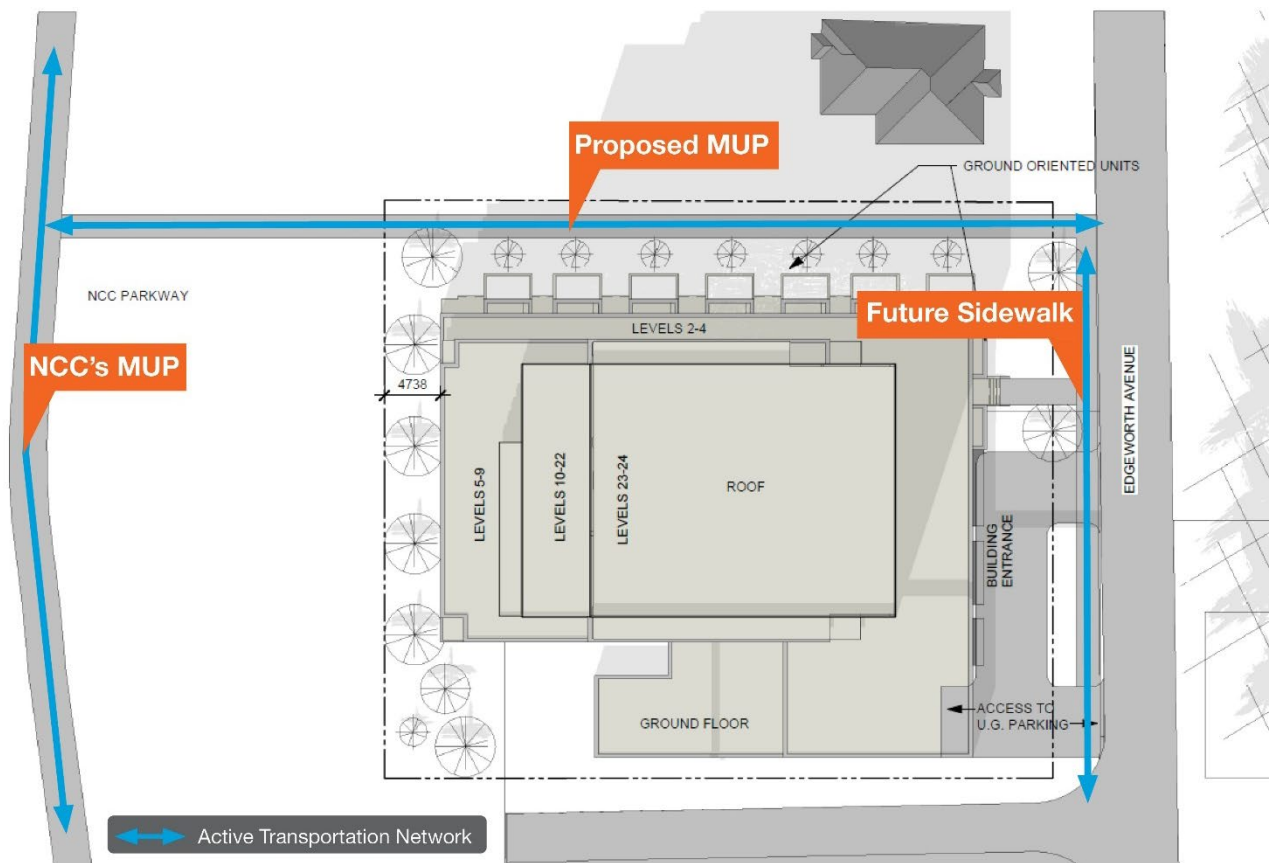 Proposed MUP
GROUND ORIENTED UNITS
NCC PARKWAY
LEVELS 2-4
Future Sidewalk
NCC's MUP
4738
EDGEWORTH AVENUE
LEVELS 5-9
LEVELS 10-22
LEVELS 23-24
ROOF
BUILDING
ENTRANCE
GROUND FLOOR
ACCESS TO
U.G. PARKING
Active Transportation Network